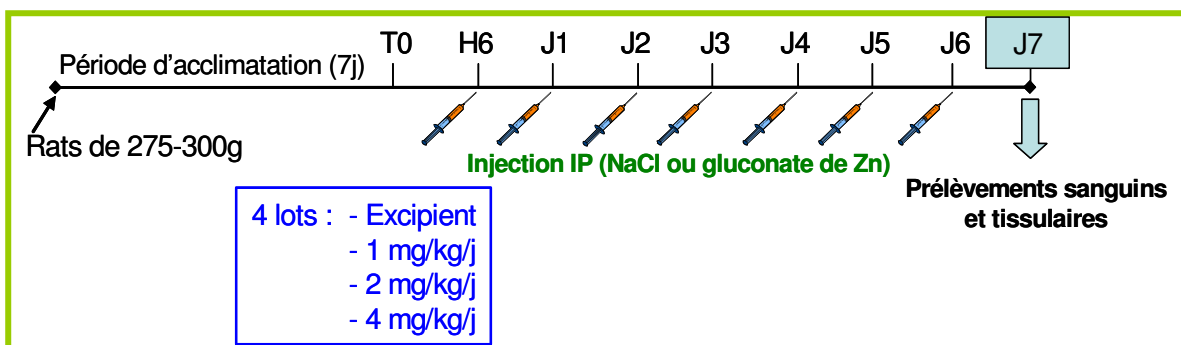 T0 H6 J1 J2 J3 J4 J5 J6 J7
Période d'acclimatation (7j)
Rats de 275-300g
Injection IP (NaCl ou gluconate de Zn)
Prélèvements sanguins
et tissulaires
4 lots : - Excipient
- 1 mg/kg/j
- 2 mg/kg/j
- 4 mg/kg/j